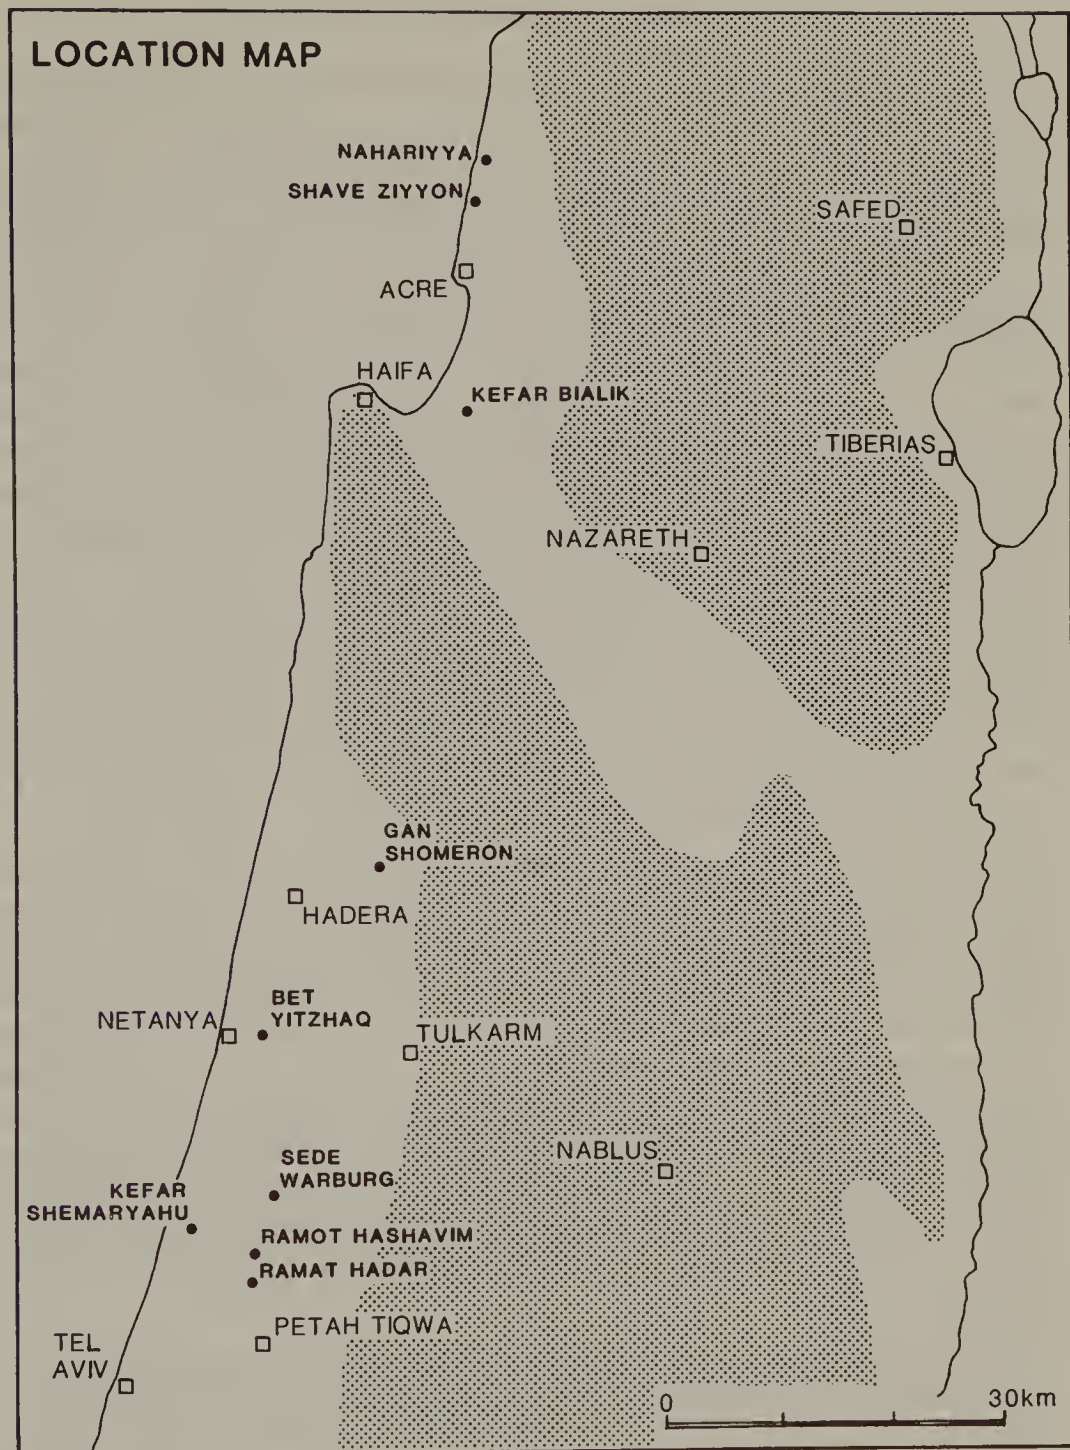 LOCATION MAP
NAHARIYYA
SHAVE ZIYYON
SAFED
ACRE
HAIFA
KEFAR BIALIK
TIBERIAS
NAZARETH
GAN
SHOMERON
HADERA
BET
YITZHAQ
NETANYA
TULKARM
NABLUS
SEDE
WARBURG
KEFAR
SHEMARYAHU
RAMOT HASHAVIM
RAMAT HADAR
PETAH TIQWA
TEL
AVIV
0 30km